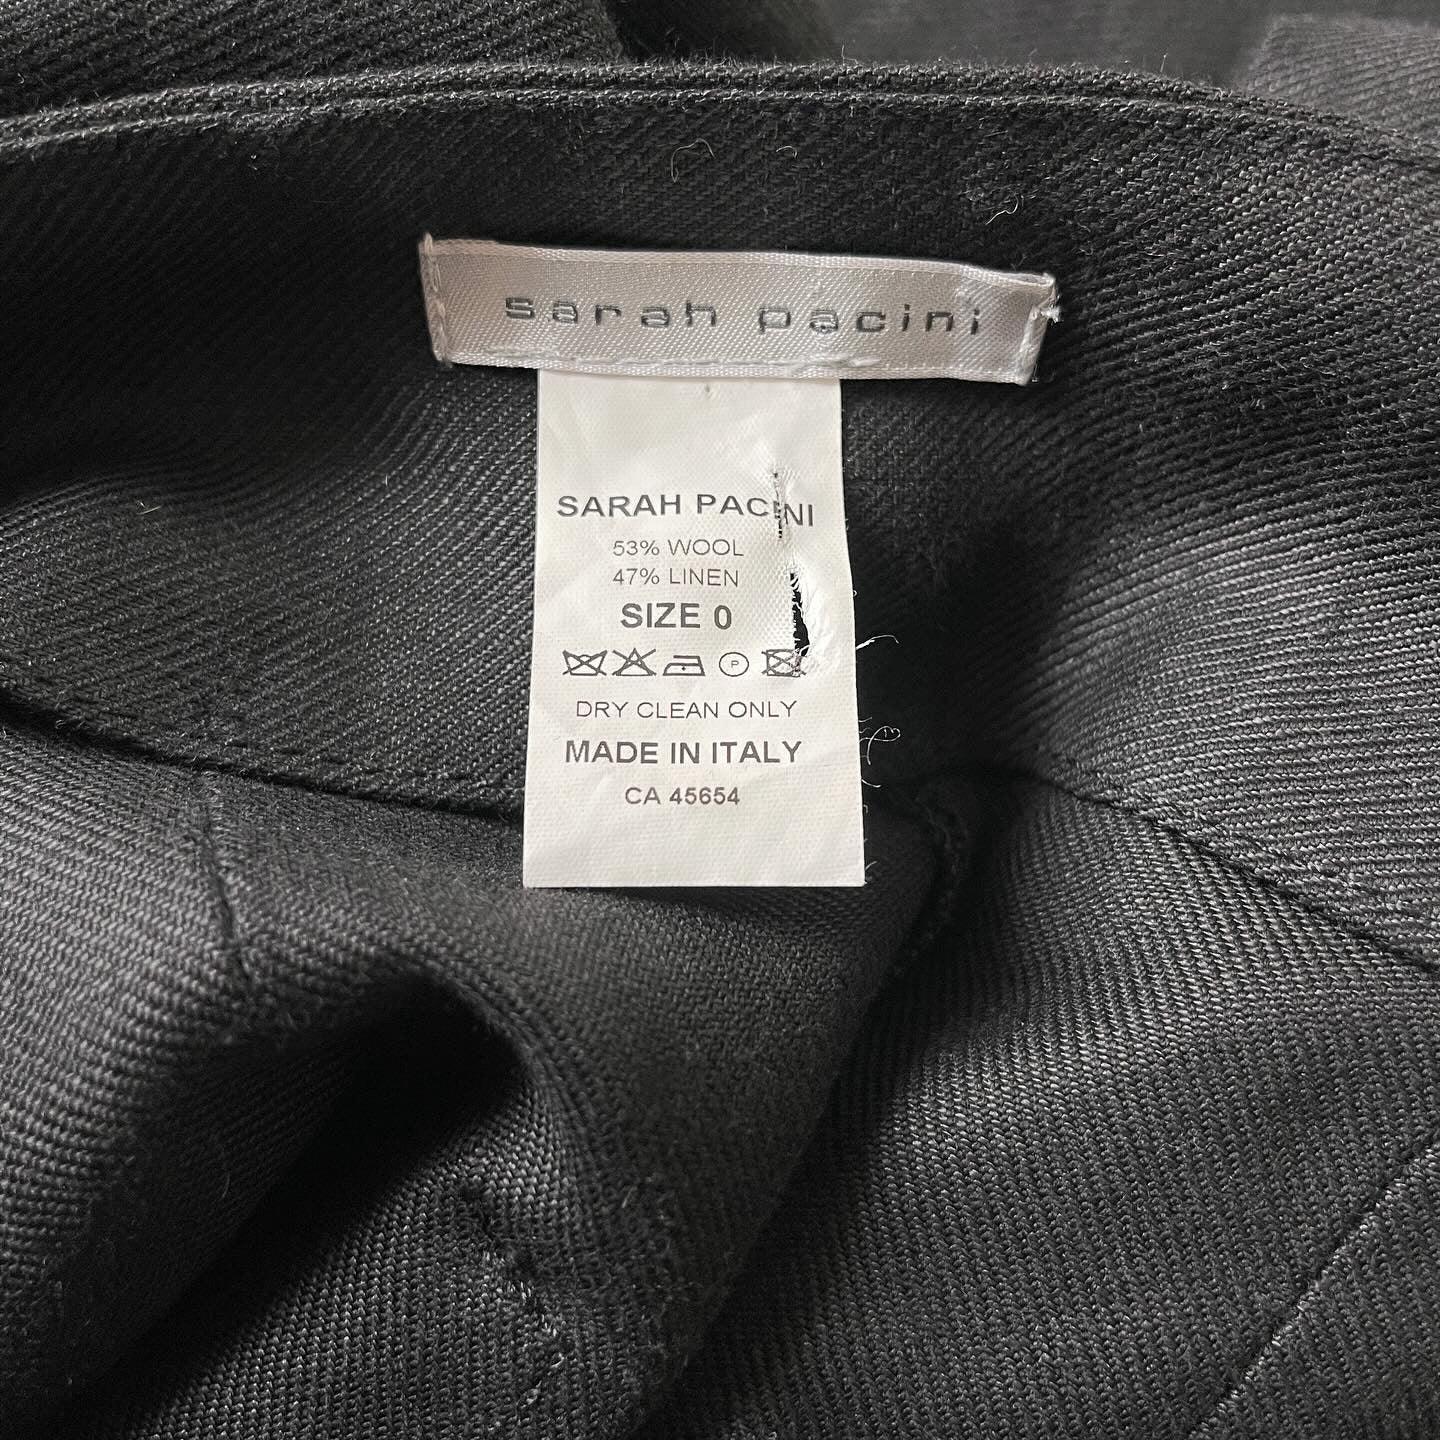 sarah pacini
SARAH PACINI
53% WOOL
47% LINEN
SIZE 0
P
DRY CLEAN ONLY
MADE IN ITALY
CA 45654